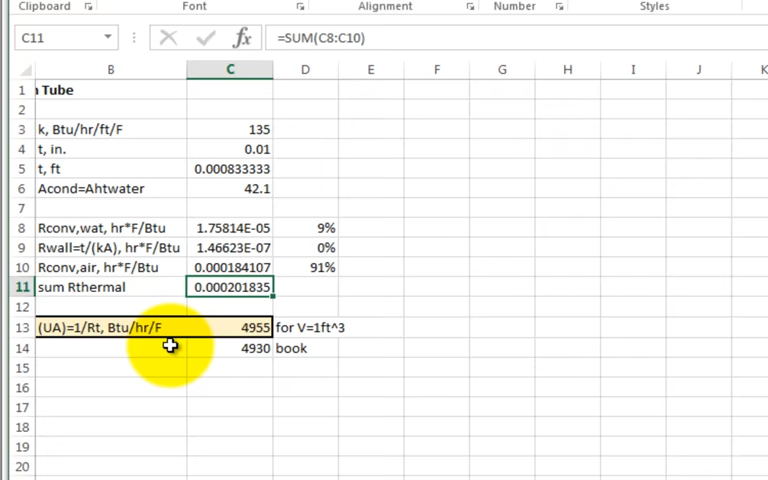 Clipboard Font Alignment Number Styles
C11 fx =SUM(C8:C10)
B C D E F G H I J K
1 Tube
2
3 k, Btu/hr/ft/F 135
4 t, in. 0.01
5 t, ft 0.000833333
6 Acond=Ahtwater 42.1
7
8 Rconv,wat, hr*F/Btu 1.75814E-05 9%
9 Rwall=t/(kA), hr*F/Btu 1.46623E-07 0%
10 Rconv,air, hr*F/Btu 0.000184107 91%
11 sum Rthermal 0.000201835
12
13 (UA)=1/Rt, Btu/hr/F 4955 for V=1ft^3
14 4930 book
15
16
17
18
19
20